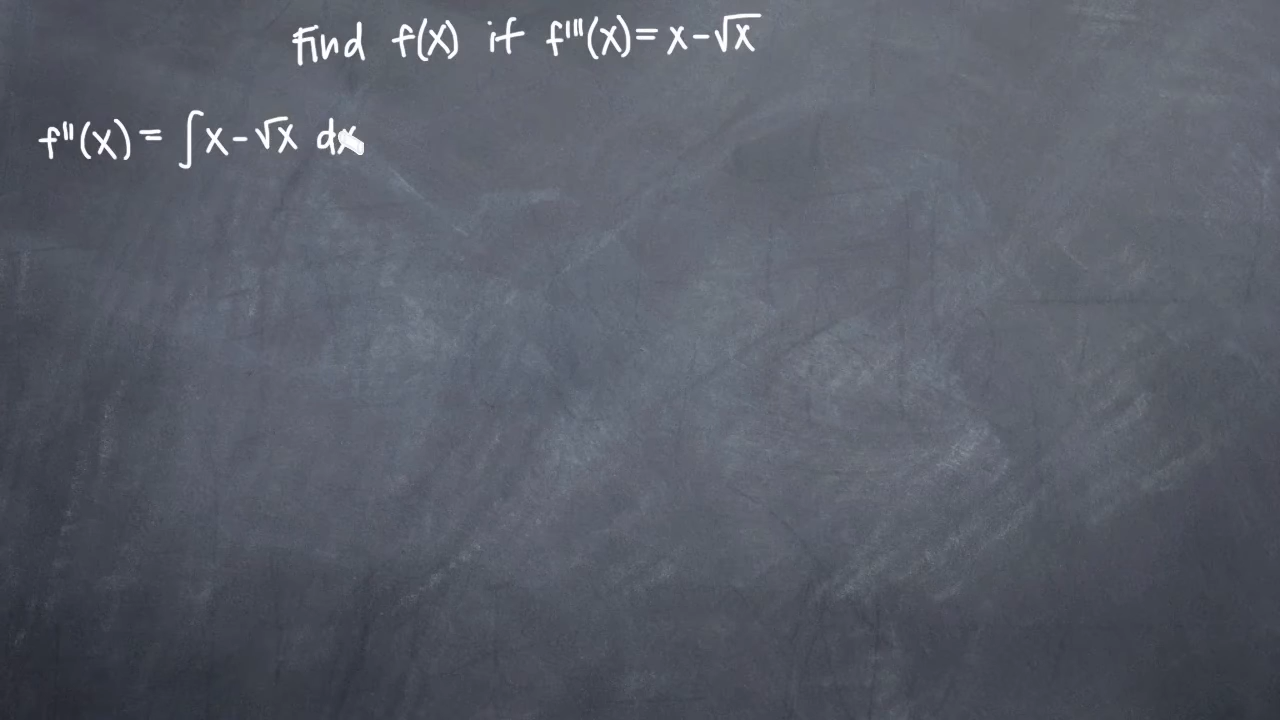 Find f(x) if f'''(x)= x-√x
f''(x) = ∫x-√x dx